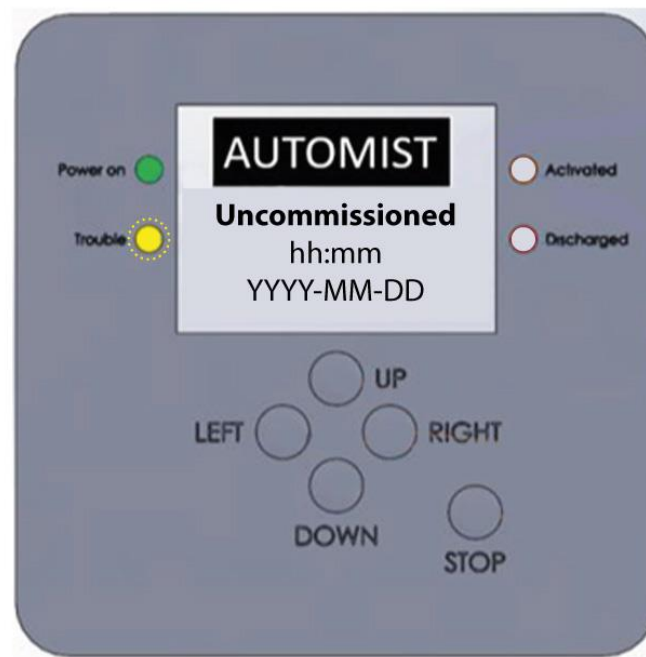 AUTOMIST
Power on
Activated
Uncommissioned
Trouble
Discharged
hh:mm
YYYY-MM-DD
UP
LEFT
RIGHT
DOWN
STOP